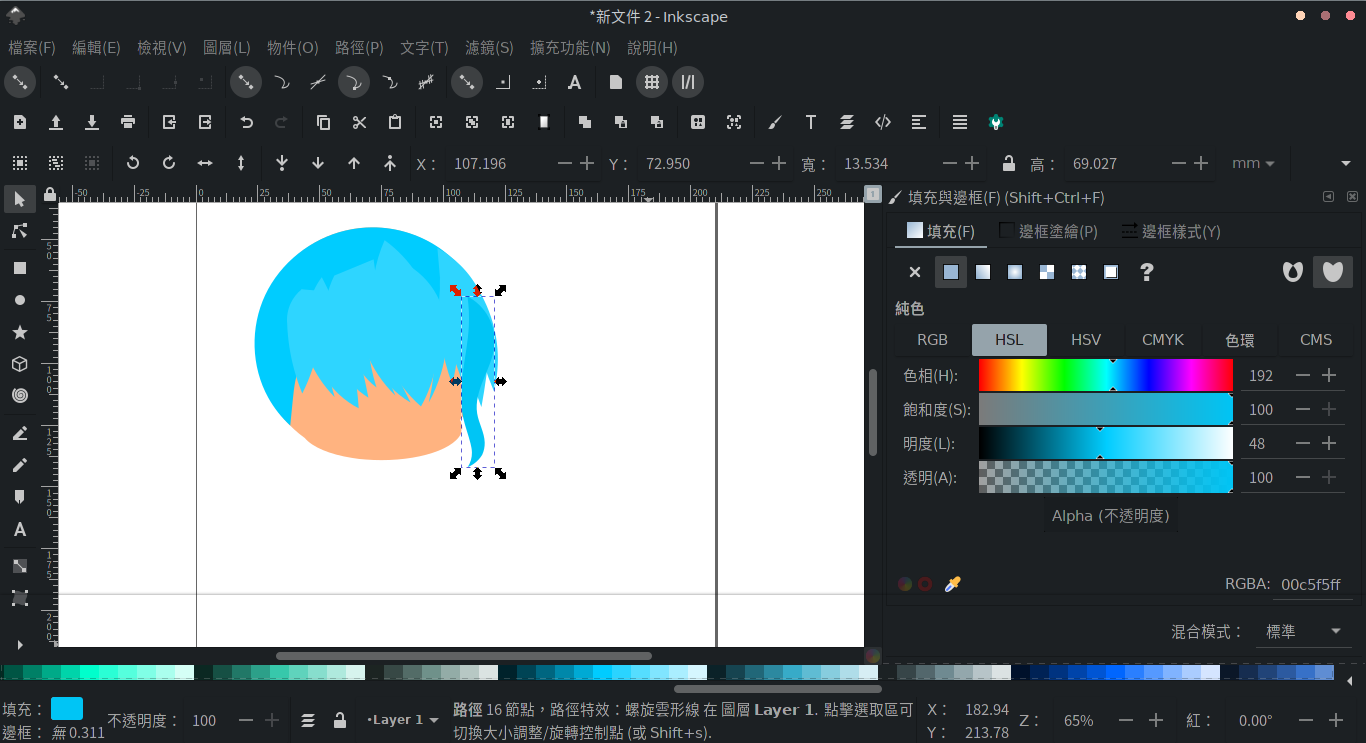 *新文件 2 - Inkscape
檔案(F) 編輯(E) 檢視(V) 圖層(L) 物件(O) 路徑(P) 文字(T) 濾鏡(S) 擴充功能(N) 說明(H)
X： 107.196 Y： 72.950 寬： 13.534 高： 69.027 mm
-50 -25 0 25 50 75 100 125 150 175 200 225 250
1
填充與邊框(F) (Shift+Ctrl+F)
填充(F) 邊框塗繪(P) 邊框樣式(Y)
純色
RGB HSL HSV CMYK 色環 CMS
色相(H): 192
飽和度(S): 100
明度(L): 48
透明(A): 100
Alpha (不透明度)
RGBA: 00c5f5ff
混合模式： 標準
50
75
100
125
150
175
200
填充： 不透明度： 100 Layer 1 路徑 16 節點，路徑特效：螺旋雲形線 在 圖層 Layer 1. 點擊選取區可 X： 182.94 Z： 65% 紅： 0.00°
邊框： 無 0.311 切換大小調整/旋轉控制點 (或 Shift+s). Y： 213.78